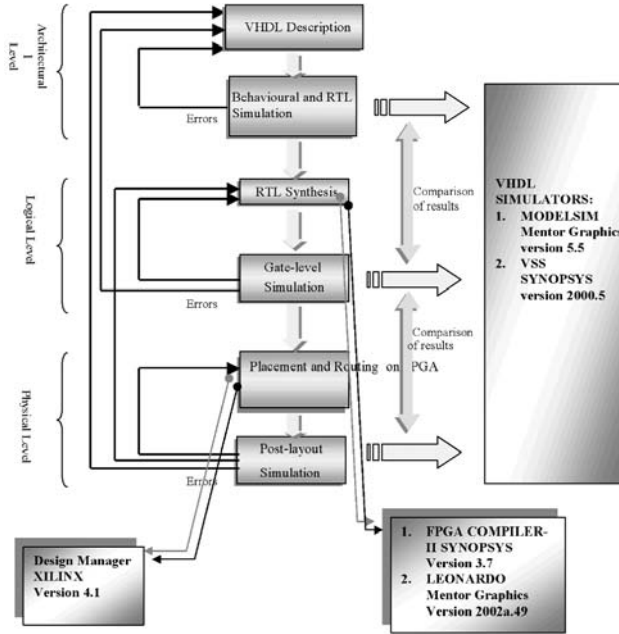 Architectural
l
Level
VHDL Description
Behavioural and RTL
Simulation
Errors
Logical Level
RTL Synthesis
Comparison
of results
Gate-level
Simulation
Errors
Comparison
of results
Physical Level
Placement and Routing on FPGA
Post-layout
Simulation
Errors
VHDL
SIMULATORS:
1. MODELSIM
Mentor Graphics
version 5.5
2. VSS
SYNOPSYS
version 2000.5
Design Manager
XILINX
Version 4.1
1. FPGA COMPILER-
II SYNOPSYS
Version 3.7
2. LEONARDO
Mentor Graphics
Version 2002a.49